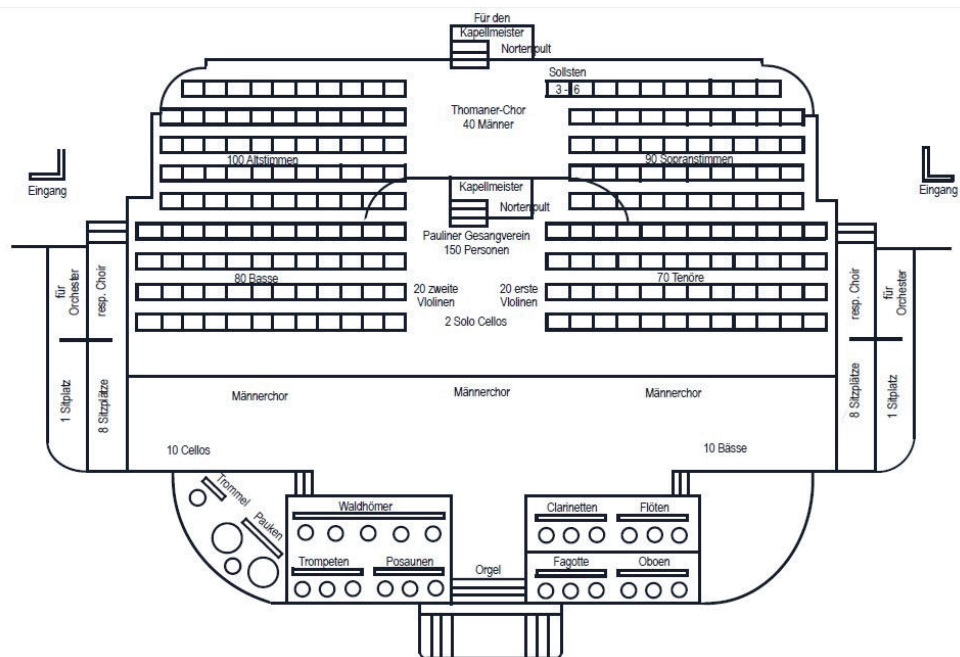 Für den
Kapellmeister
Nortenpult
Sollsten
3 - 6
Thomaner-Chor
40 Männer
100 Altstimmen
90 Sopranstimmen
Eingang
Eingang
Kapellmeister
Nortenpult
Pauliner Gesangverein
150 Personen
80 Basse
70 Tenöre
20 zweite
Vlolinen
20 erste
Vlolinen
2 Solo Cellos
für
Orchester
resp. Choir
resp. Choir
für
Orchester
1 Sitplatz
8 Sitzplätze
8 Sitzplätze
1 Sitplatz
Männerchor
Männerchor
Männerchor
10 Cellos
10 Bässe
Trommel
Pauken
Waldhömer
Clarinetten
Flöten
Trompeten
Posaunen
Orgel
Fagotte
Oboen